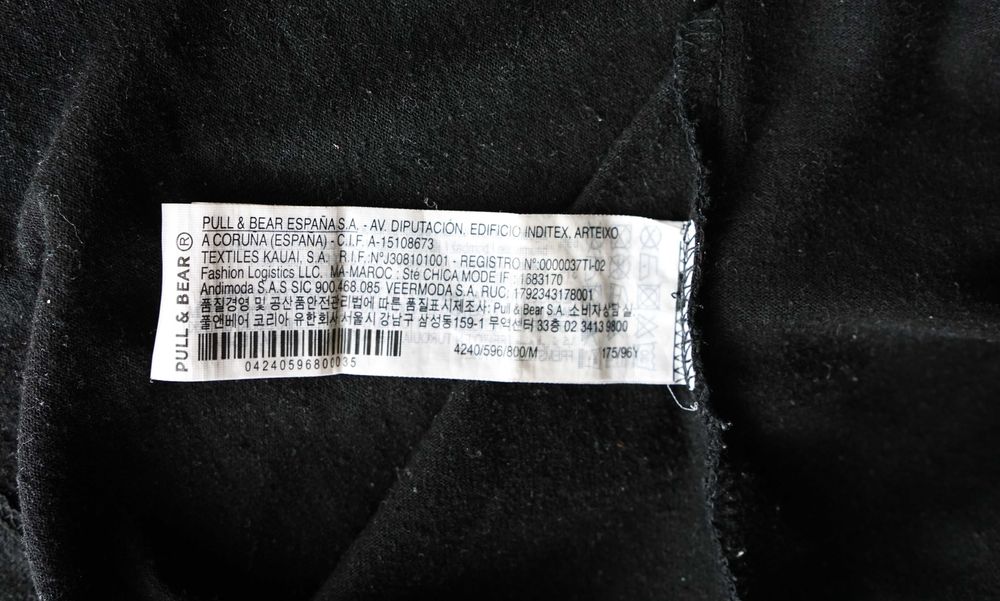 PULL & BEAR ®
PULL & BEAR ESPAÑA S.A. - AV. DIPUTACIÓN, EDIFICIO INDITEX, ARTEIXO
A CORUNA (ESPAÑA) - C.I.F. A-15108673
TEXTILES KAUAI, S.A. R.I.F.:NºJ308101001 - REGISTRO Nº:0000037TI-02
Fashion Logistics LLC. MA-MAROC : Sté CHICA MODE IF : 1683170
Andimoda S.A.S SIC 900.468.085 VEERMODA S.A. RUC: 1792343178001
품질경영 및 공산품안전관리법에 따른 품질표시제조사: Pull & Bear S.A. 소비자상담실.
풀앤베어 코리아 유한회사서울시 강남구 삼성동159-1 무역센터 33층 02 3413 9800
4240/596/800/M 175/96Y
04240596800035